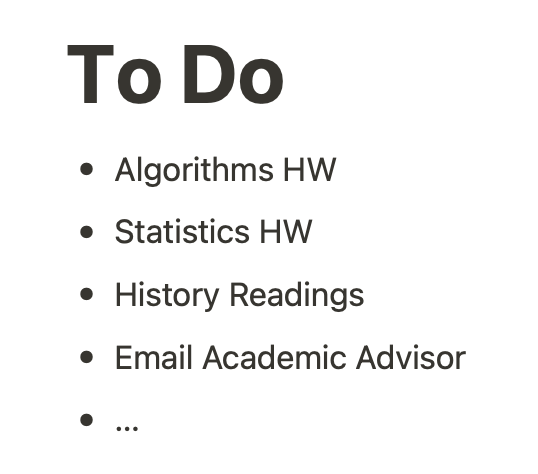 To Do
• Algorithms HW
• Statistics HW
• History Readings
• Email Academic Advisor
• ...